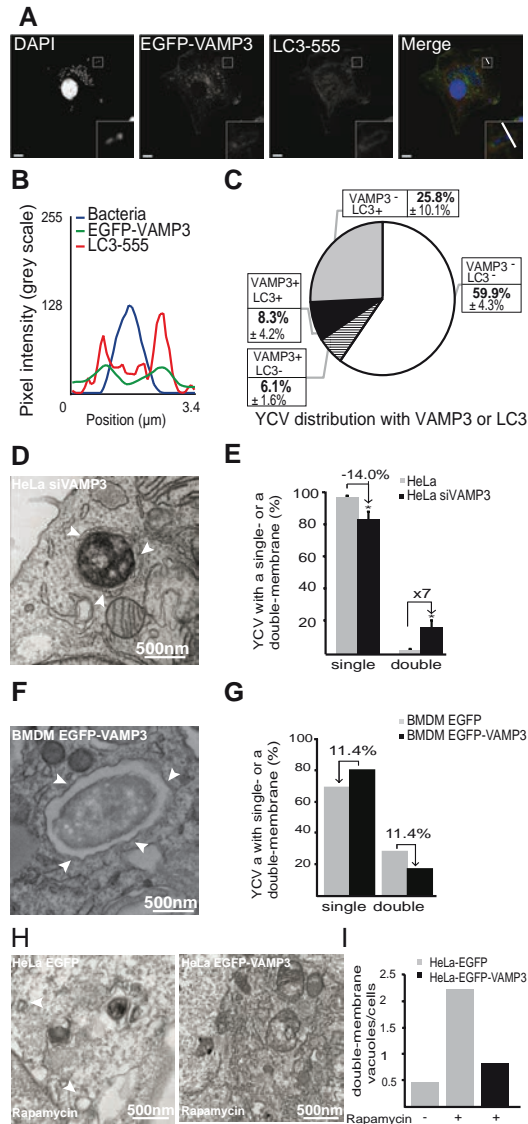 A
DAPI
EGFP-VAMP3
LC3-555
Merge
B
Pixel intensity (grey scale)
255
128
0
Position (µm)
3.4
Bacteria
EGFP-VAMP3
LC3-555
C
VAMP3 - LC3+ 25.8% ± 10.1%
VAMP3 - LC3 - 59.9% ± 4.3%
VAMP3+ LC3+ 8.3% ± 4.2%
VAMP3+ LC3- 6.1% ± 1.6%
YCV distribution with VAMP3 or LC3
D
HeLa siVAMP3
500nm
E
YCV with a single- or a
double-membrane (%)
100
80
60
40
20
HeLa
HeLa siVAMP3
-14.0%
*
x7
*
single double
F
BMDM EGFP-VAMP3
500nm
G
YCV a with single- or a
double-membrane (%)
100
80
60
40
20
BMDM EGFP
BMDM EGFP-VAMP3
11.4%
11.4%
single double
H
HeLa EGFP
Rapamycin
500nm
HeLa EGFP-VAMP3
Rapamycin
500nm
I
double-membrane
vacuoles/cells
HeLa-EGFP
HeLa-EGFP-VAMP3
2.5
2
1.5
1
0.5
Rapamycin - + +